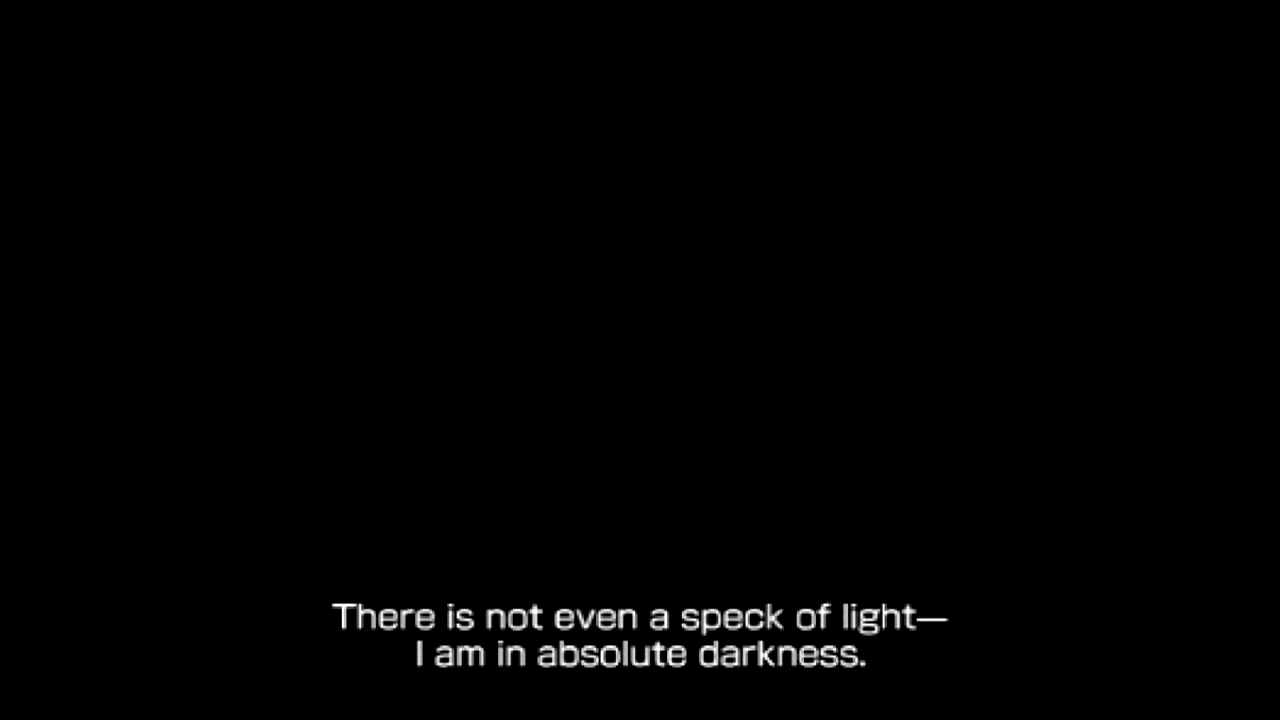 There is not even a speck of light—
I am in absolute darkness.